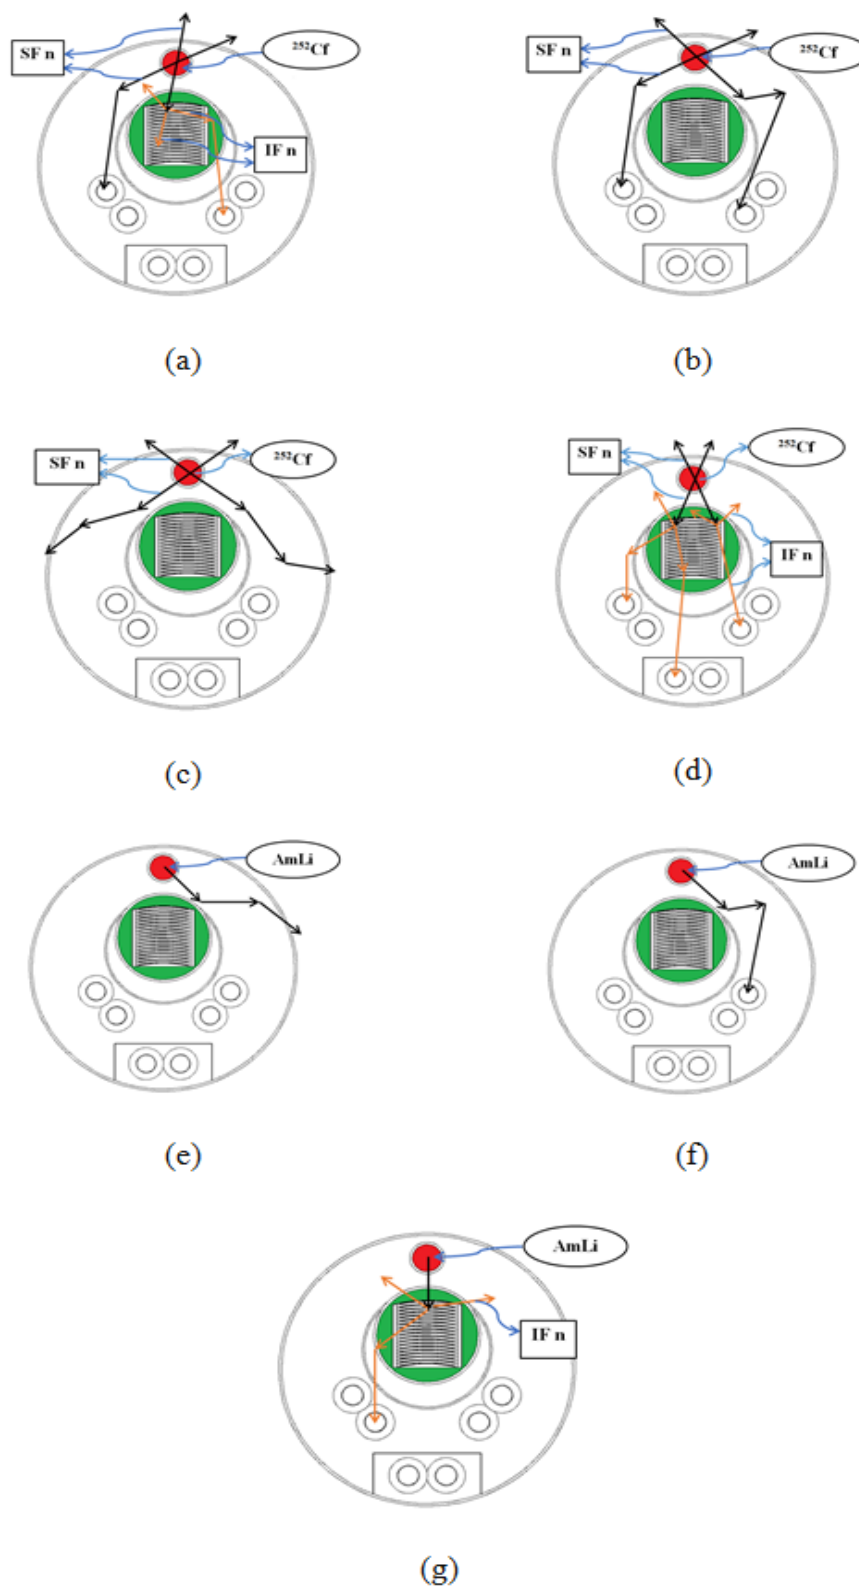 SF n
²⁵²Cf
IF n
(a)
SF n
²⁵²Cf
(b)
SF n
²⁵²Cf
(c)
SF n
²⁵²Cf
IF n
(d)
AmLi
(e)
AmLi
(f)
AmLi
IF n
(g)